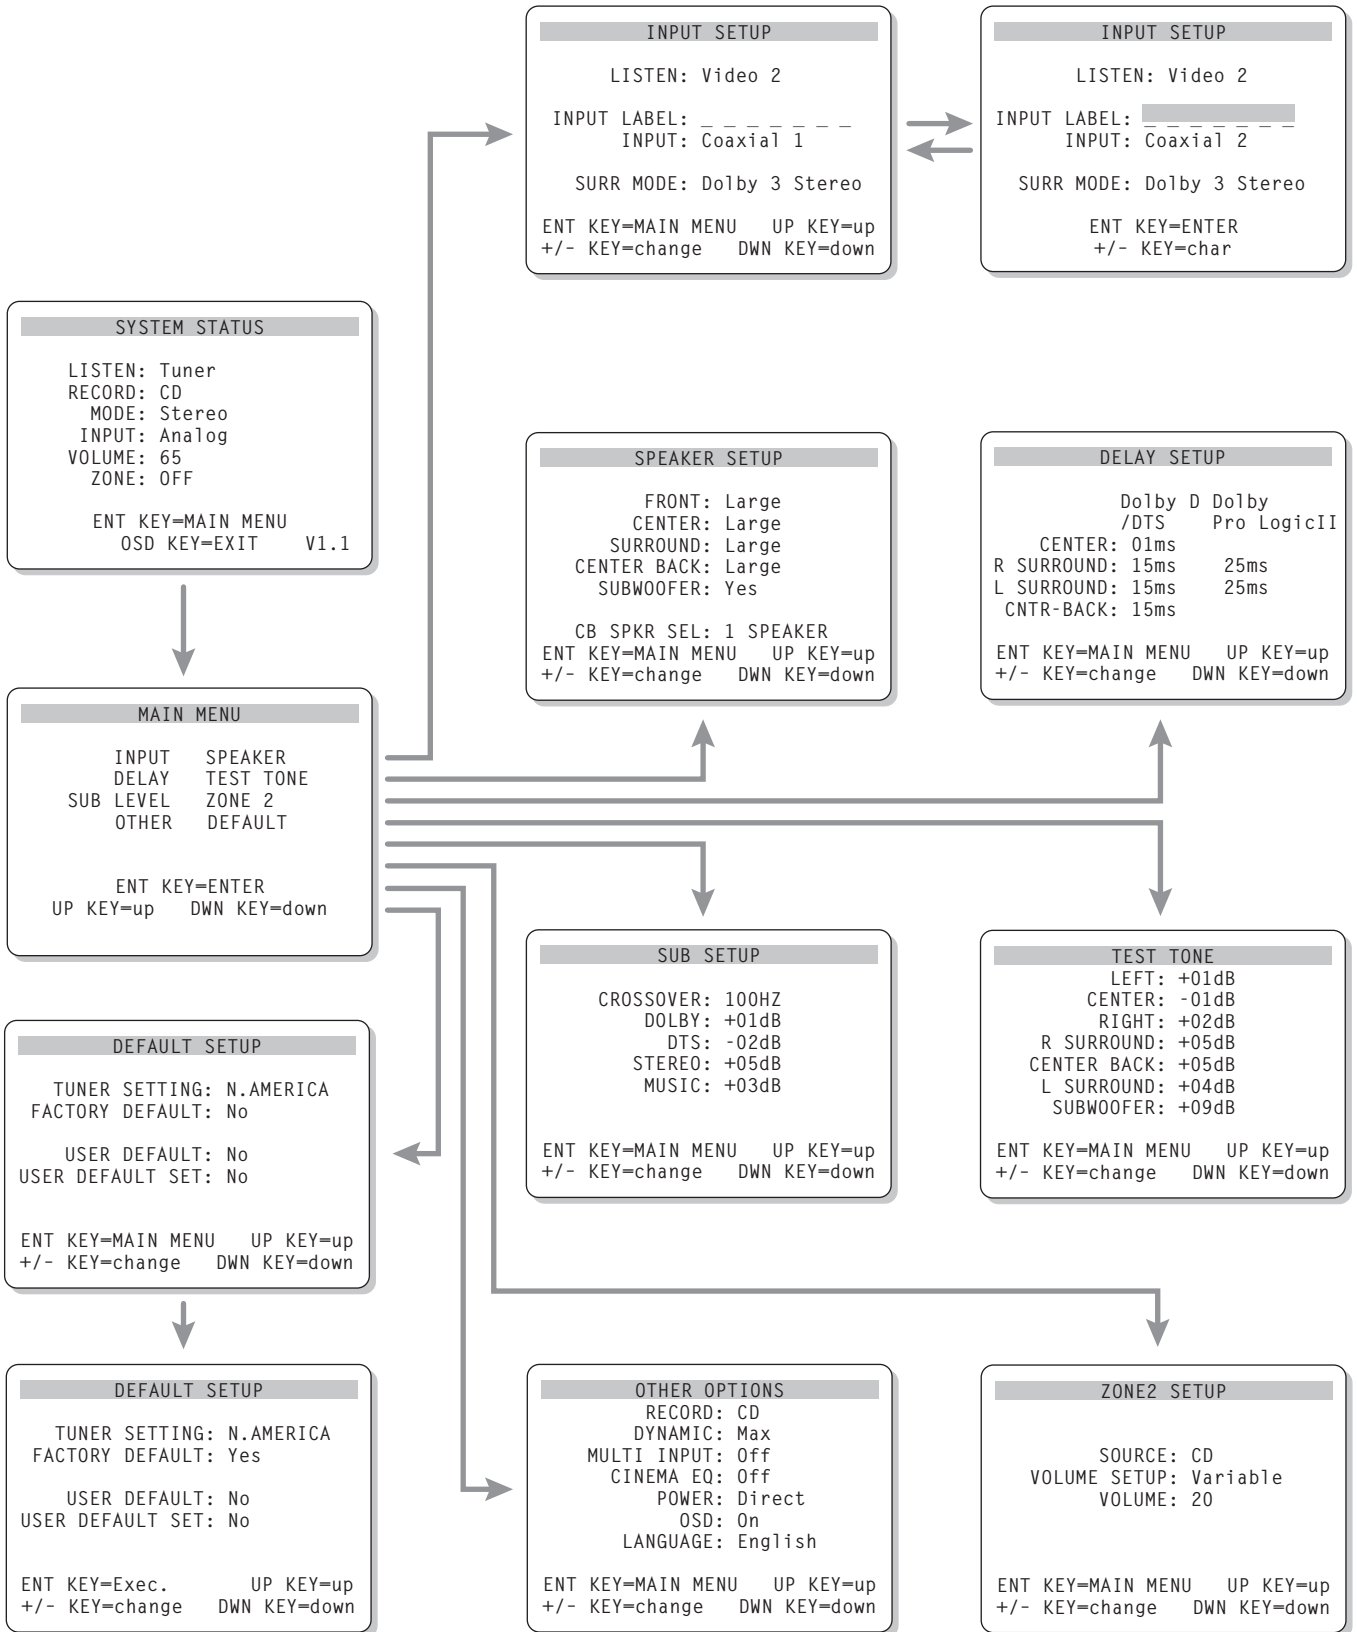 INPUT SETUP
LISTEN: Video 2
INPUT LABEL: _ _ _ _ _ _ _
INPUT: Coaxial 1
SURR MODE: Dolby 3 Stereo
ENT KEY=MAIN MENU UP KEY=up
+/- KEY=change DWN KEY=down
INPUT SETUP
LISTEN: Video 2
INPUT LABEL: _ _ _ _ _ _ _
INPUT: Coaxial 2
SURR MODE: Dolby 3 Stereo
ENT KEY=ENTER
+/- KEY=char
SYSTEM STATUS
LISTEN: Tuner
RECORD: CD
MODE: Stereo
INPUT: Analog
VOLUME: 65
ZONE: OFF
ENT KEY=MAIN MENU
OSD KEY=EXIT V1.1
SPEAKER SETUP
FRONT: Large
CENTER: Large
SURROUND: Large
CENTER BACK: Large
SUBWOOFER: Yes
CB SPKR SEL: 1 SPEAKER
ENT KEY=MAIN MENU UP KEY=up
+/- KEY=change DWN KEY=down
DELAY SETUP
Dolby D Dolby
/DTS Pro LogicII
CENTER: 01ms
R SURROUND: 15ms 25ms
L SURROUND: 15ms 25ms
CNTR-BACK: 15ms
ENT KEY=MAIN MENU UP KEY=up
+/- KEY=change DWN KEY=down
MAIN MENU
INPUT SPEAKER
DELAY TEST TONE
SUB LEVEL ZONE 2
OTHER DEFAULT
ENT KEY=ENTER
UP KEY=up DWN KEY=down
SUB SETUP
CROSSOVER: 100HZ
DOLBY: +01dB
DTS: -02dB
STEREO: +05dB
MUSIC: +03dB
ENT KEY=MAIN MENU UP KEY=up
+/- KEY=change DWN KEY=down
TEST TONE
LEFT: +01dB
CENTER: -01dB
RIGHT: +02dB
R SURROUND: +05dB
CENTER BACK: +05dB
L SURROUND: +04dB
SUBWOOFER: +09dB
ENT KEY=MAIN MENU UP KEY=up
+/- KEY=change DWN KEY=down
DEFAULT SETUP
TUNER SETTING: N.AMERICA
FACTORY DEFAULT: No
USER DEFAULT: No
USER DEFAULT SET: No
ENT KEY=MAIN MENU UP KEY=up
+/- KEY=change DWN KEY=down
DEFAULT SETUP
TUNER SETTING: N.AMERICA
FACTORY DEFAULT: Yes
USER DEFAULT: No
USER DEFAULT SET: No
ENT KEY=Exec. UP KEY=up
+/- KEY=change DWN KEY=down
OTHER OPTIONS
RECORD: CD
DYNAMIC: Max
MULTI INPUT: Off
CINEMA EQ: Off
POWER: Direct
OSD: On
LANGUAGE: English
ENT KEY=MAIN MENU UP KEY=up
+/- KEY=change DWN KEY=down
ZONE2 SETUP
SOURCE: CD
VOLUME SETUP: Variable
VOLUME: 20
ENT KEY=MAIN MENU UP KEY=up
+/- KEY=change DWN KEY=down